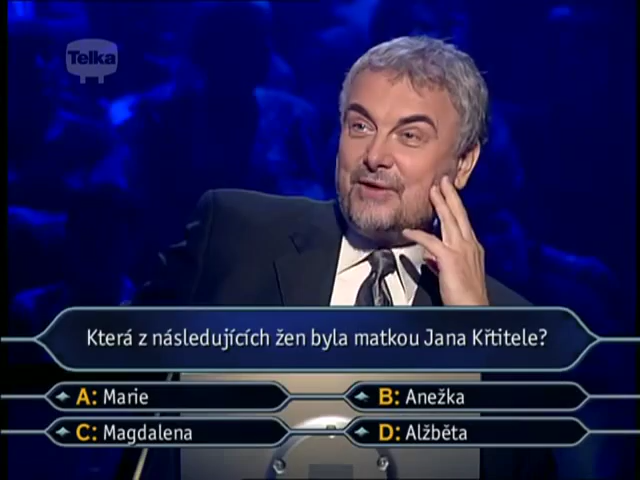 Telka
Která z následujících žen byla matkou Jana Křtitele?
A: Marie
B: Anežka
C: Magdalena
D: Alžběta